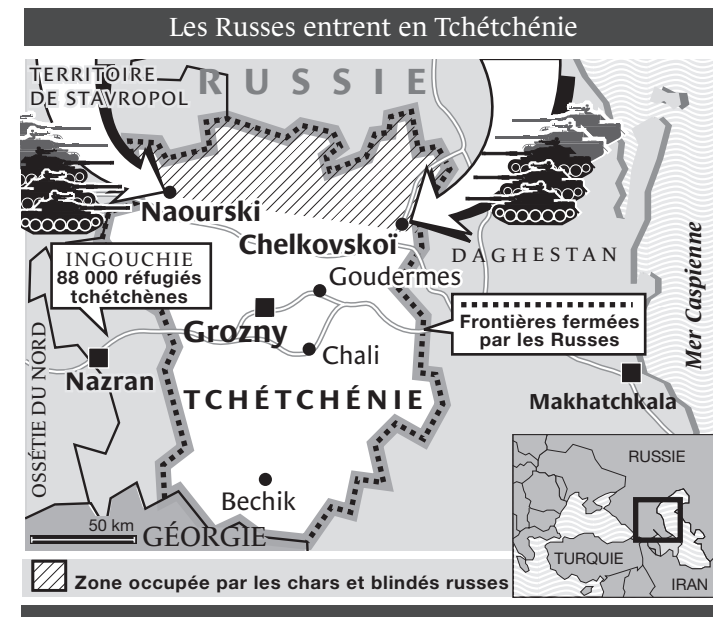 Les Russes entrent en Tchétchénie
TERRITOIRE
DE STAVROPOL
RUSSIE
Naourski
Chelkovskoï
INGOUCHIE
88 000 réfugiés
tchétchènes
DAGHESTAN
Goudermes
Grozny
Frontières fermées
par les Russes
Mer Caspienne
Chali
Nazran
OSSÉTIE DU NORD
TCHÉTCHÉNIE
Makhatchkala
Bechik
50 km
GÉORGIE
RUSSIE
TURQUIE
IRAN
Zone occupée par les chars et blindés russes